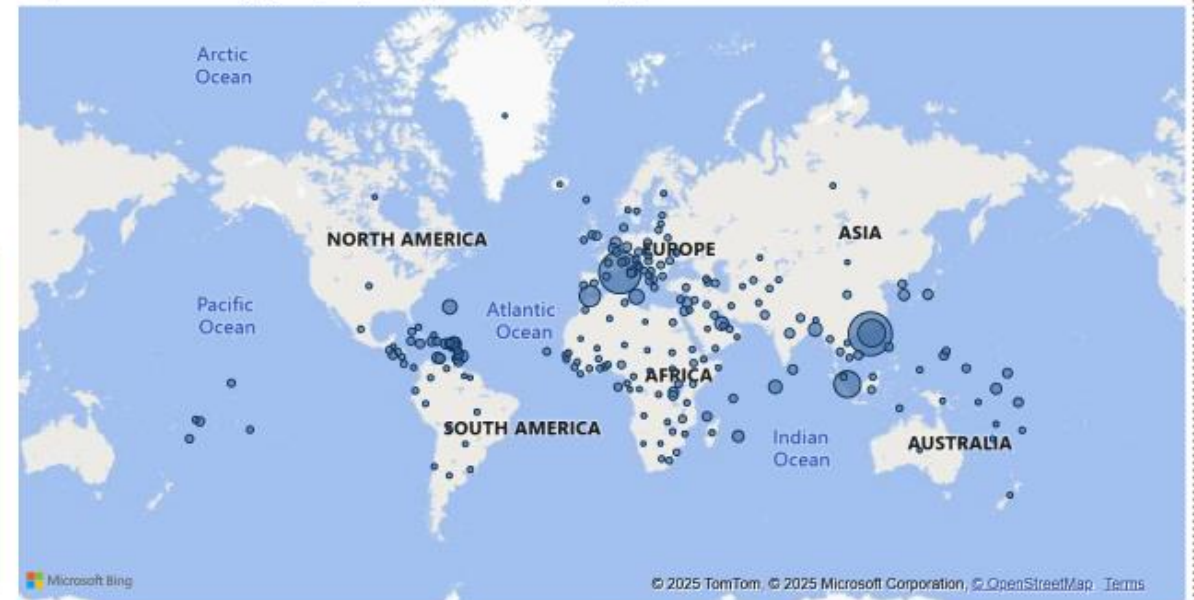 Arctic
Ocean
NORTH AMERICA
EUROPE
ASIA
Pacific
Ocean
Atlantic
Ocean
AFRICA
SOUTH AMERICA
Indian
Ocean
AUSTRALIA
Microsoft Bing
© 2025 TomTom, © 2025 Microsoft Corporation, © OpenStreetMap Terms